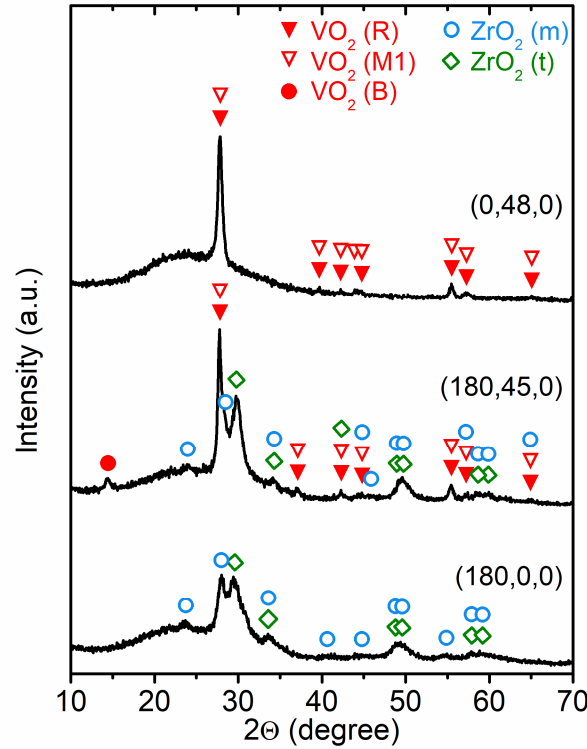 VO2 (R)
VO2 (M1)
VO2 (B)
ZrO2 (m)
ZrO2 (t)
(0,48,0)
(180,45,0)
(180,0,0)
Intensity (a.u.)
10 20 30 40 50 60 70
2Θ (degree)